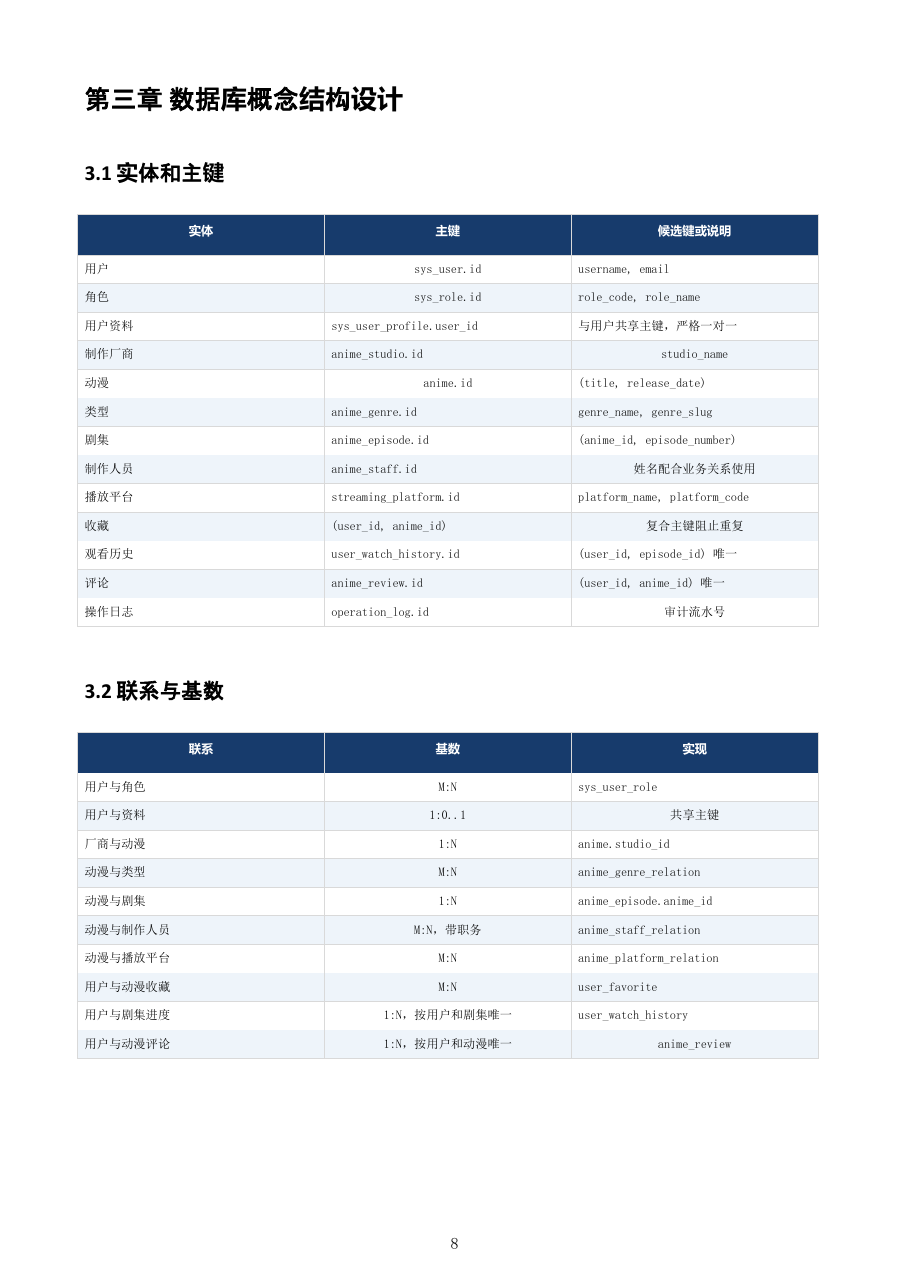 第三章 数据库概念结构设计
3.1 实体和主键
实体 主键 候选键或说明
用户 sys_user.id username, email
角色 sys_role.id role_code, role_name
用户资料 sys_user_profile.user_id 与用户共享主键，严格一对一
制作厂商 anime_studio.id studio_name
动漫 anime.id (title, release_date)
类型 anime_genre.id genre_name, genre_slug
剧集 anime_episode.id (anime_id, episode_number)
制作人员 anime_staff.id 姓名配合业务关系使用
播放平台 streaming_platform.id platform_name, platform_code
收藏 (user_id, anime_id) 复合主键阻止重复
观看历史 user_watch_history.id (user_id, episode_id) 唯一
评论 anime_review.id (user_id, anime_id) 唯一
操作日志 operation_log.id 审计流水号
3.2 联系与基数
联系 基数 实现
用户与角色 M:N sys_user_role
用户与资料 1:0..1 共享主键
厂商与动漫 1:N anime.studio_id
动漫与类型 M:N anime_genre_relation
动漫与剧集 1:N anime_episode.anime_id
动漫与制作人员 M:N，带职务 anime_staff_relation
动漫与播放平台 M:N anime_platform_relation
用户与动漫收藏 M:N user_favorite
用户与剧集进度 1:N，按用户和剧集唯一 user_watch_history
用户与动漫评论 1:N，按用户和动漫唯一 anime_review
8